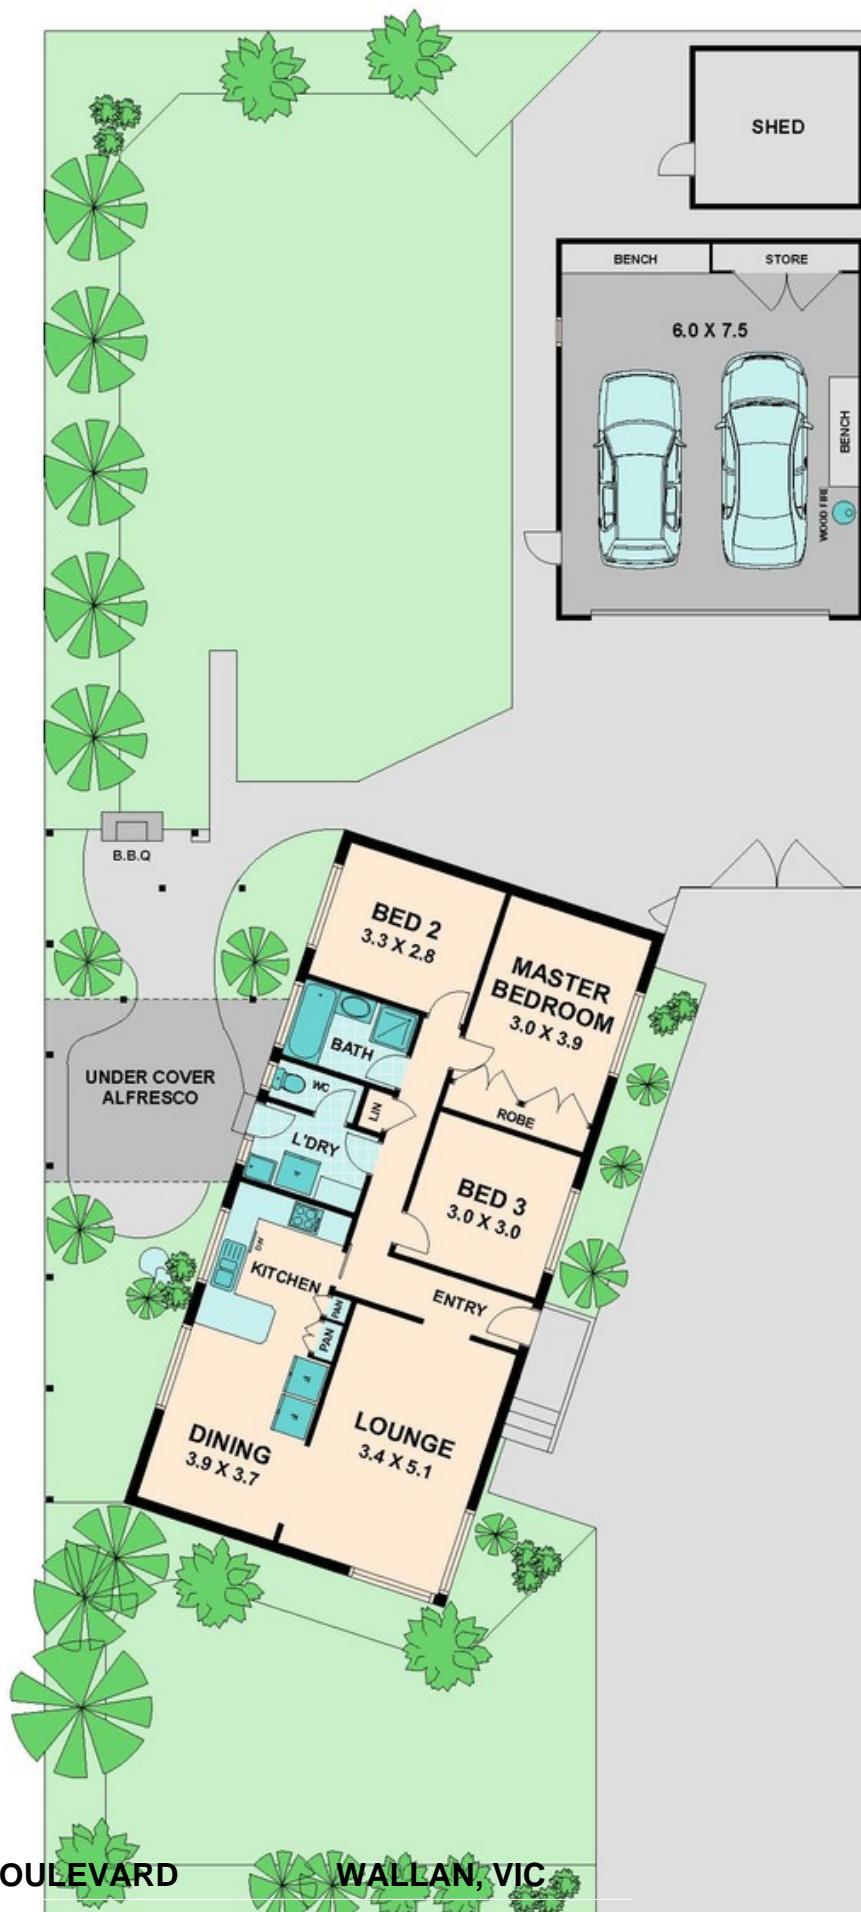 SHED
BENCH
STORE
6.0 X 7.5
BENCH
WOOD FIRE
B.B.Q
BED 2
3.3 X 2.8
MASTER
BEDROOM
3.0 X 3.9
BATH
UNDER COVER
ALFRESCO
WC
LIN
ROBE
L'DRY
BED 3
3.0 X 3.0
DW
KITCHEN
ENTRY
PAN
PAN
F
F
LOUNGE
3.4 X 5.1
DINING
3.9 X 3.7
OULEVARD WALLAN, VIC